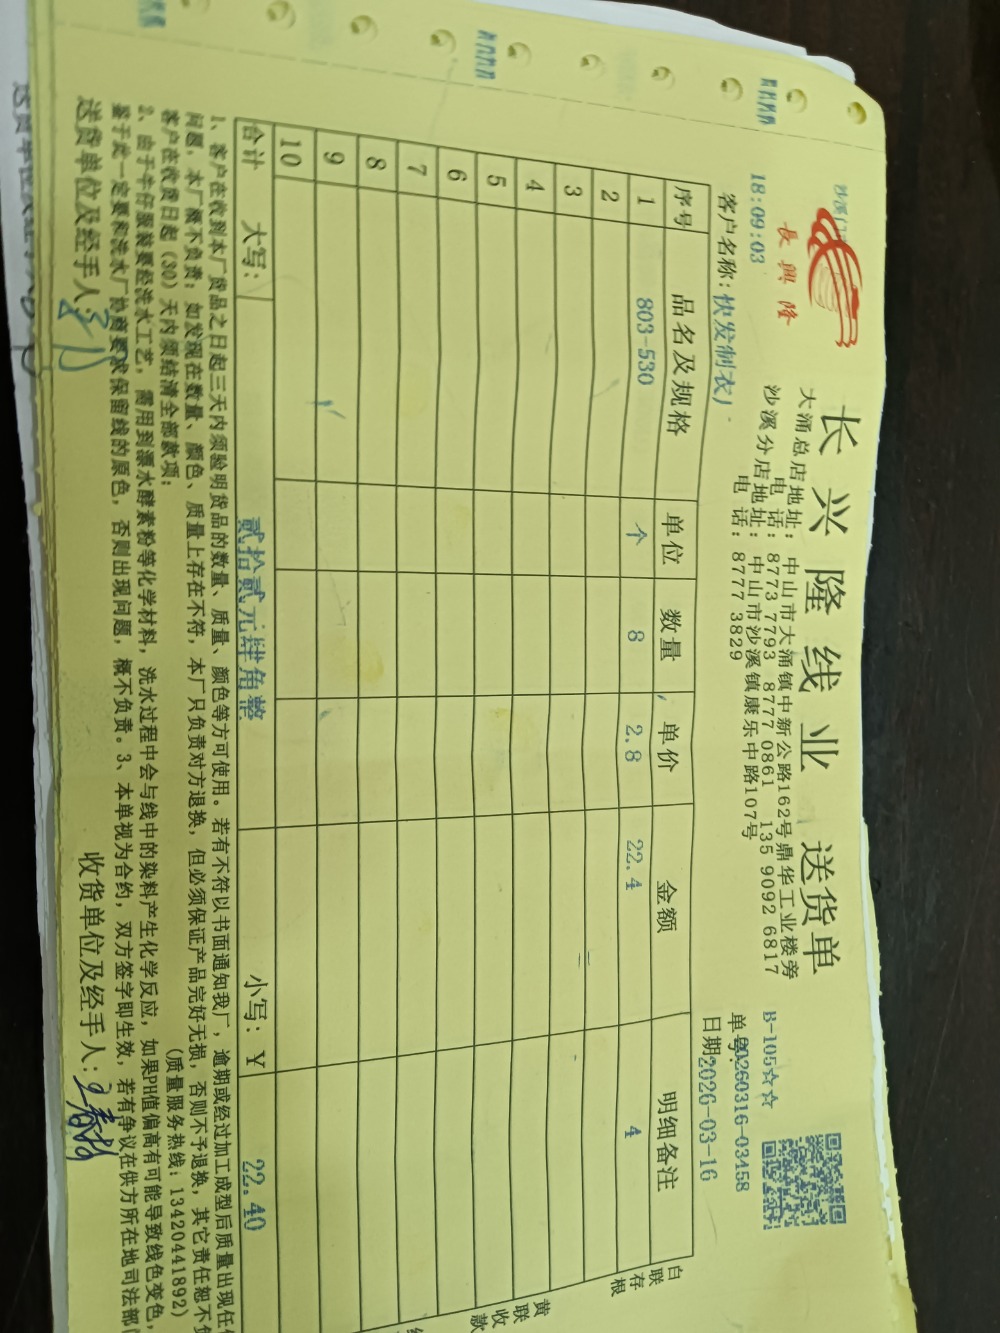 長興隆
长兴隆线业 送货单
大涌总店地址：中山市大涌镇中新公路162号鼎华工业楼旁
电话：8773 7793 8777 0861 135 9092 6817
沙溪分店地址：中山市沙溪镇康乐中路107号
电话：8777 3829
B-105☆☆
18:09:03
单号:20260316-03458
客户名称：快发制衣厂
日期2026-03-16
序号 品名及规格 单位 数量 单价 金额 明细备注
1 803-530 个 8 2.8 22.4 4
2
3
4
5
6
7
8
9
10
合计 大写： 贰拾贰元肆角整 小写：¥ 22.40
白联存根
黄联收款
1、客户在收到本厂货品之日起三天内须验明货品的数量、质量、颜色等方可使用。若有不符以书面通知我厂，逾期或经过加工成型后质量出现任
问题，本厂概不负责；如发现在数量、颜色、质量上存在不符，本厂只负责对方退换，但必须保证产品完好无损，否则不予退换，其它责任恕不
客户在收货日起（30）天内须结清全部款项； (质量服务热线：13420441892)
2、由于牛仔服装要经洗水工艺，需用到漂水酵素粉等化学材料，洗水过程中会与线中的染料产生化学反应，如果PH值偏高有可能导致线色变色，
鉴于此一定要和洗水厂协商要求保留线的原色，否则出现问题，概不负责。3、本单视为合约，双方签字即生效，若有争议在供方所在地司法部
送货单位及经手人： 收货单位及经手人：